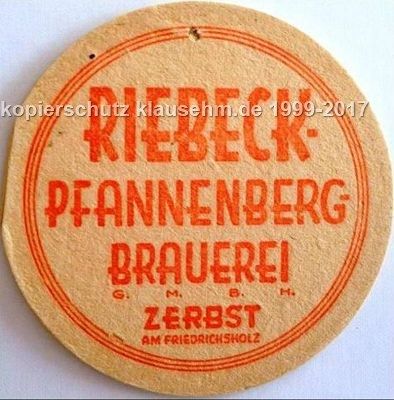 kopierschutz klausehm.de 1999-2017
RIEBECK-
PFANNENBERG-
BRAUEREI
G. M. B. H.
ZERBST
AM FRIEDRICHSHOLZ